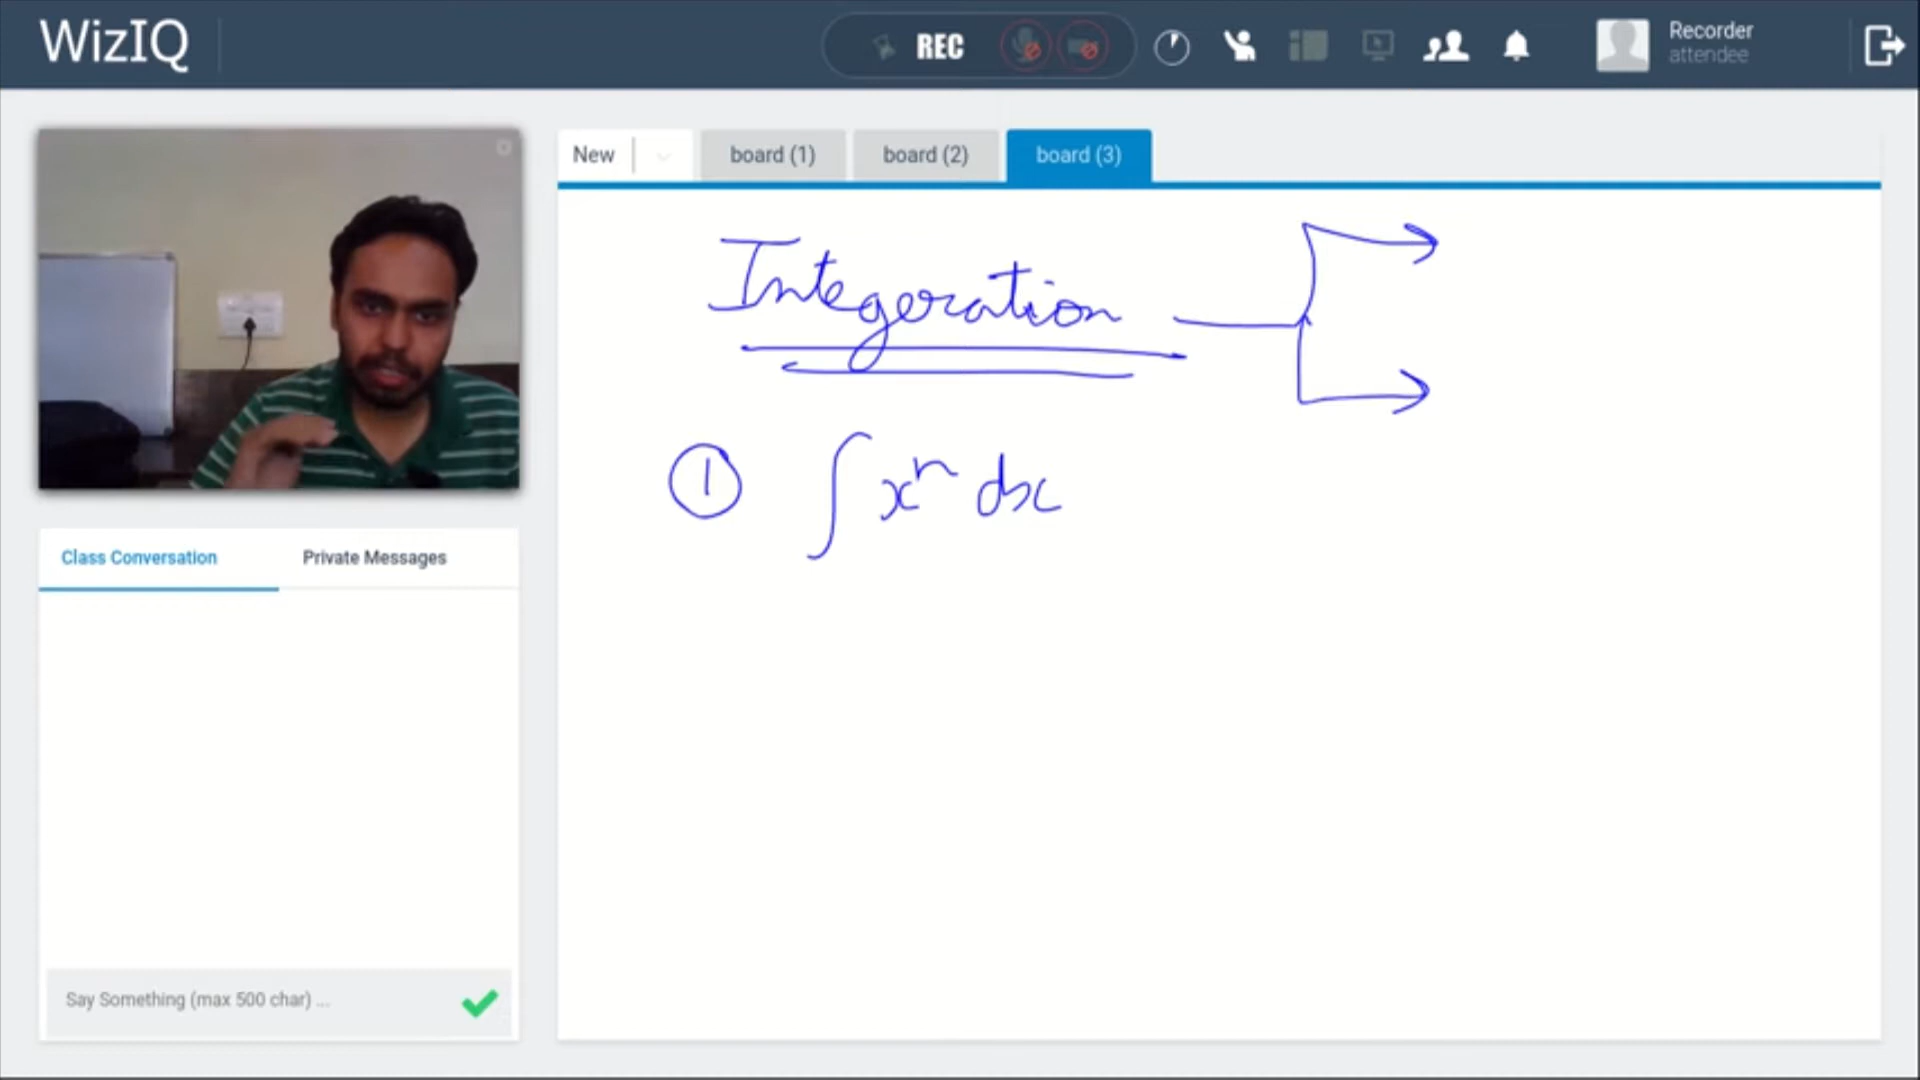 WizIQ
REC
Recorder
attendee
New
board (1)
board (2)
board (3)
Integeration
① ∫ xⁿ dx
Class Conversation
Private Messages
Say Something (max 500 char) ...